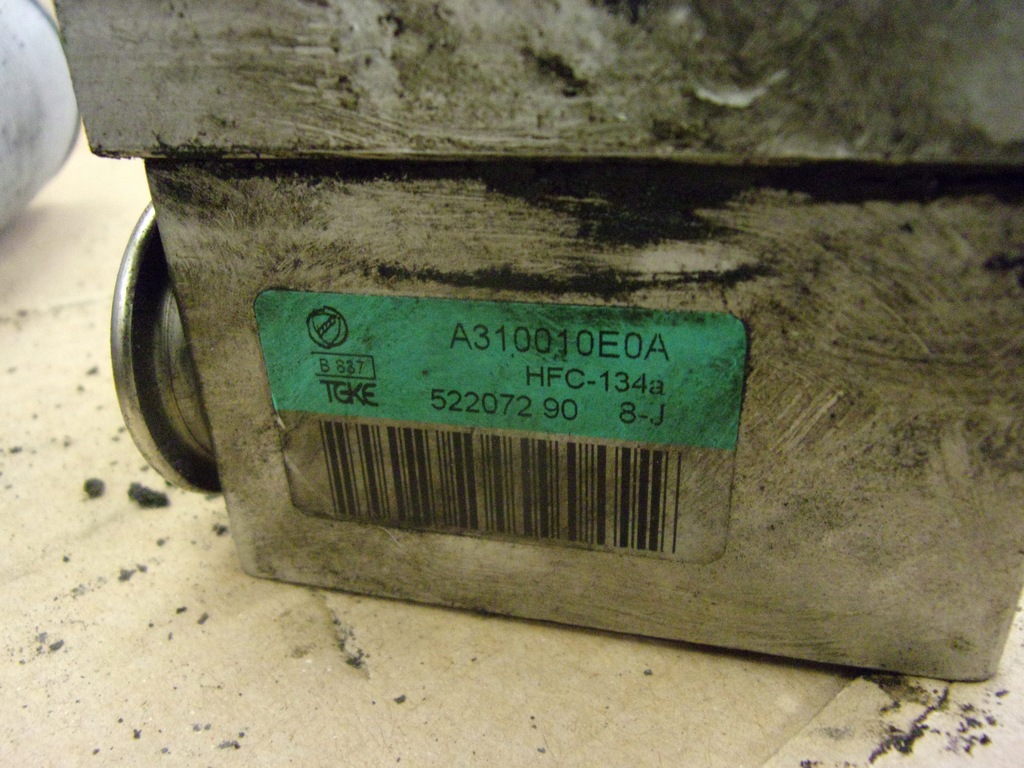 A310010E0A
HFC-134a
B 837
TGKE
522072 90 8-J